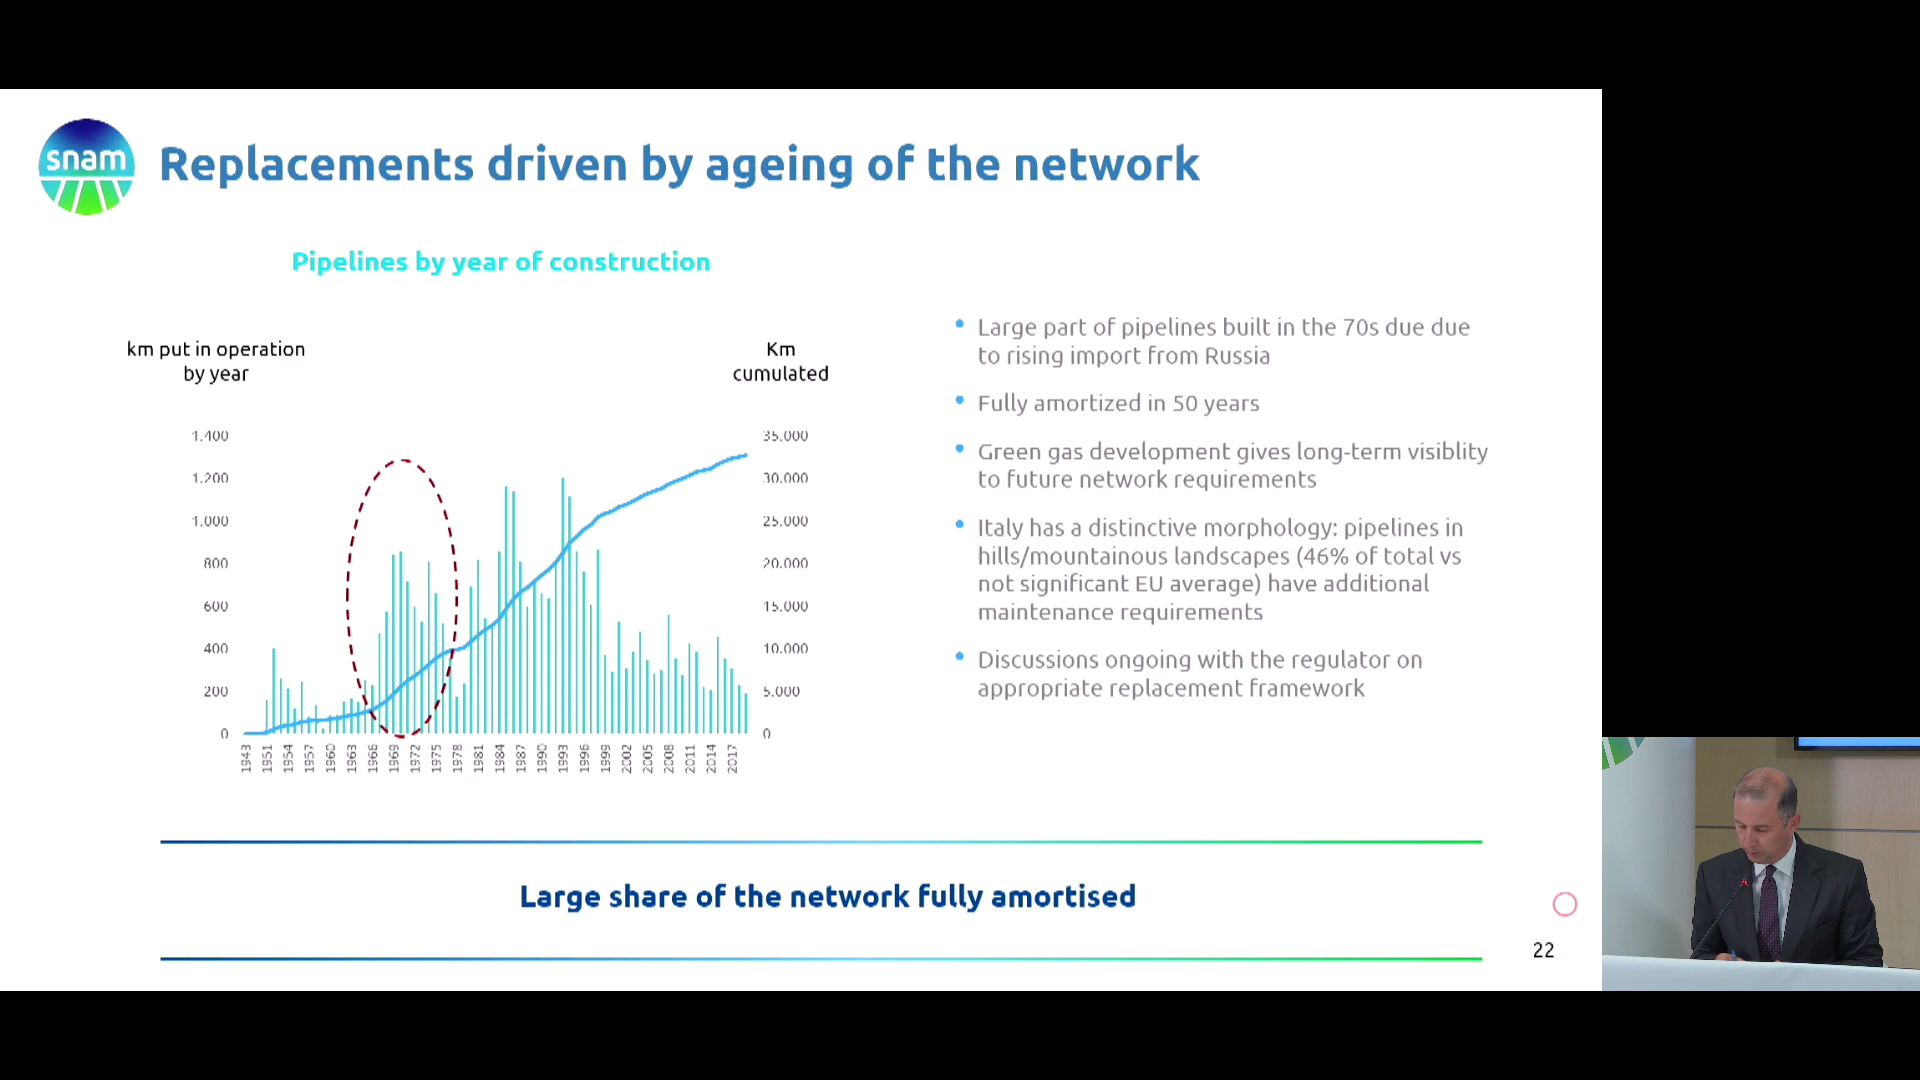 snam
Replacements driven by ageing of the network
Pipelines by year of construction
km put in operation
by year
Km
cumulated
1.400
1.200
1.000
800
600
400
200
0
35.000
30.000
25.000
20.000
15.000
10.000
5.000
0
1943
1951
1954
1957
1960
1963
1966
1969
1972
1975
1978
1981
1984
1987
1990
1993
1996
1999
2002
2005
2008
2011
2014
2017
• Large part of pipelines built in the 70s due due
to rising import from Russia
• Fully amortized in 50 years
• Green gas development gives long-term visiblity
to future network requirements
• Italy has a distinctive morphology: pipelines in
hills/mountainous landscapes (46% of total vs
not significant EU average) have additional
maintenance requirements
• Discussions ongoing with the regulator on
appropriate replacement framework
Large share of the network fully amortised
22